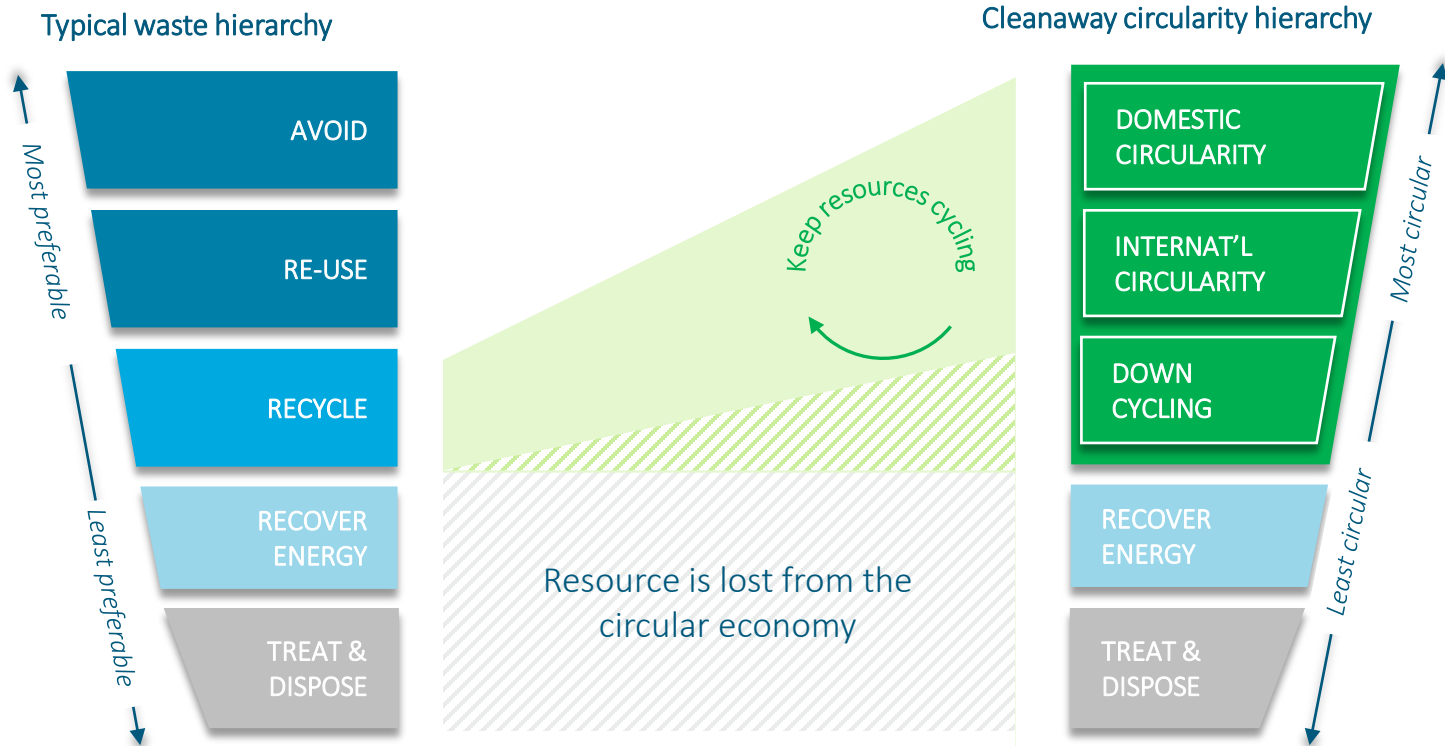 Typical waste hierarchy
Cleanaway circularity hierarchy
Most preferable
Least preferable
AVOID
RE-USE
RECYCLE
RECOVER
ENERGY
TREAT &
DISPOSE
Keep resources cycling
Resource is lost from the
circular economy
DOMESTIC
CIRCULARITY
INTERNAT’L
CIRCULARITY
DOWN
CYCLING
RECOVER
ENERGY
TREAT &
DISPOSE
Most circular
Least circular